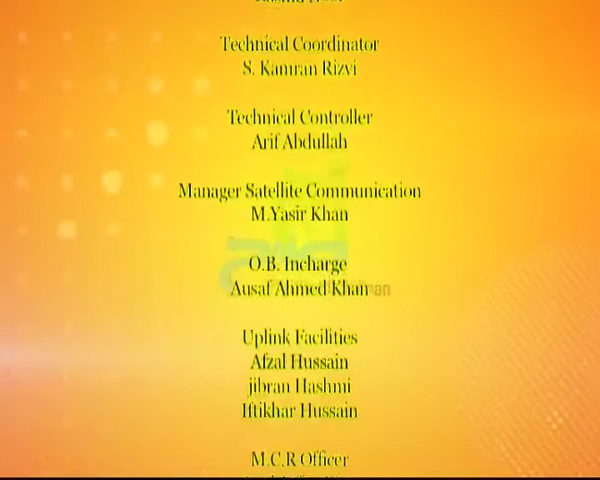 Technical Coordinator
S. Kamran Rizvi
Technical Controller
Arif Abdullah
Manager Satellite Communication
M.Yasir Khan
O.B. Incharge
Ausaf Ahmed Khan
Uplink Facilities
Afzal Hussain
jibran Hashmi
Iftikhar Hussain
M.C.R Officer